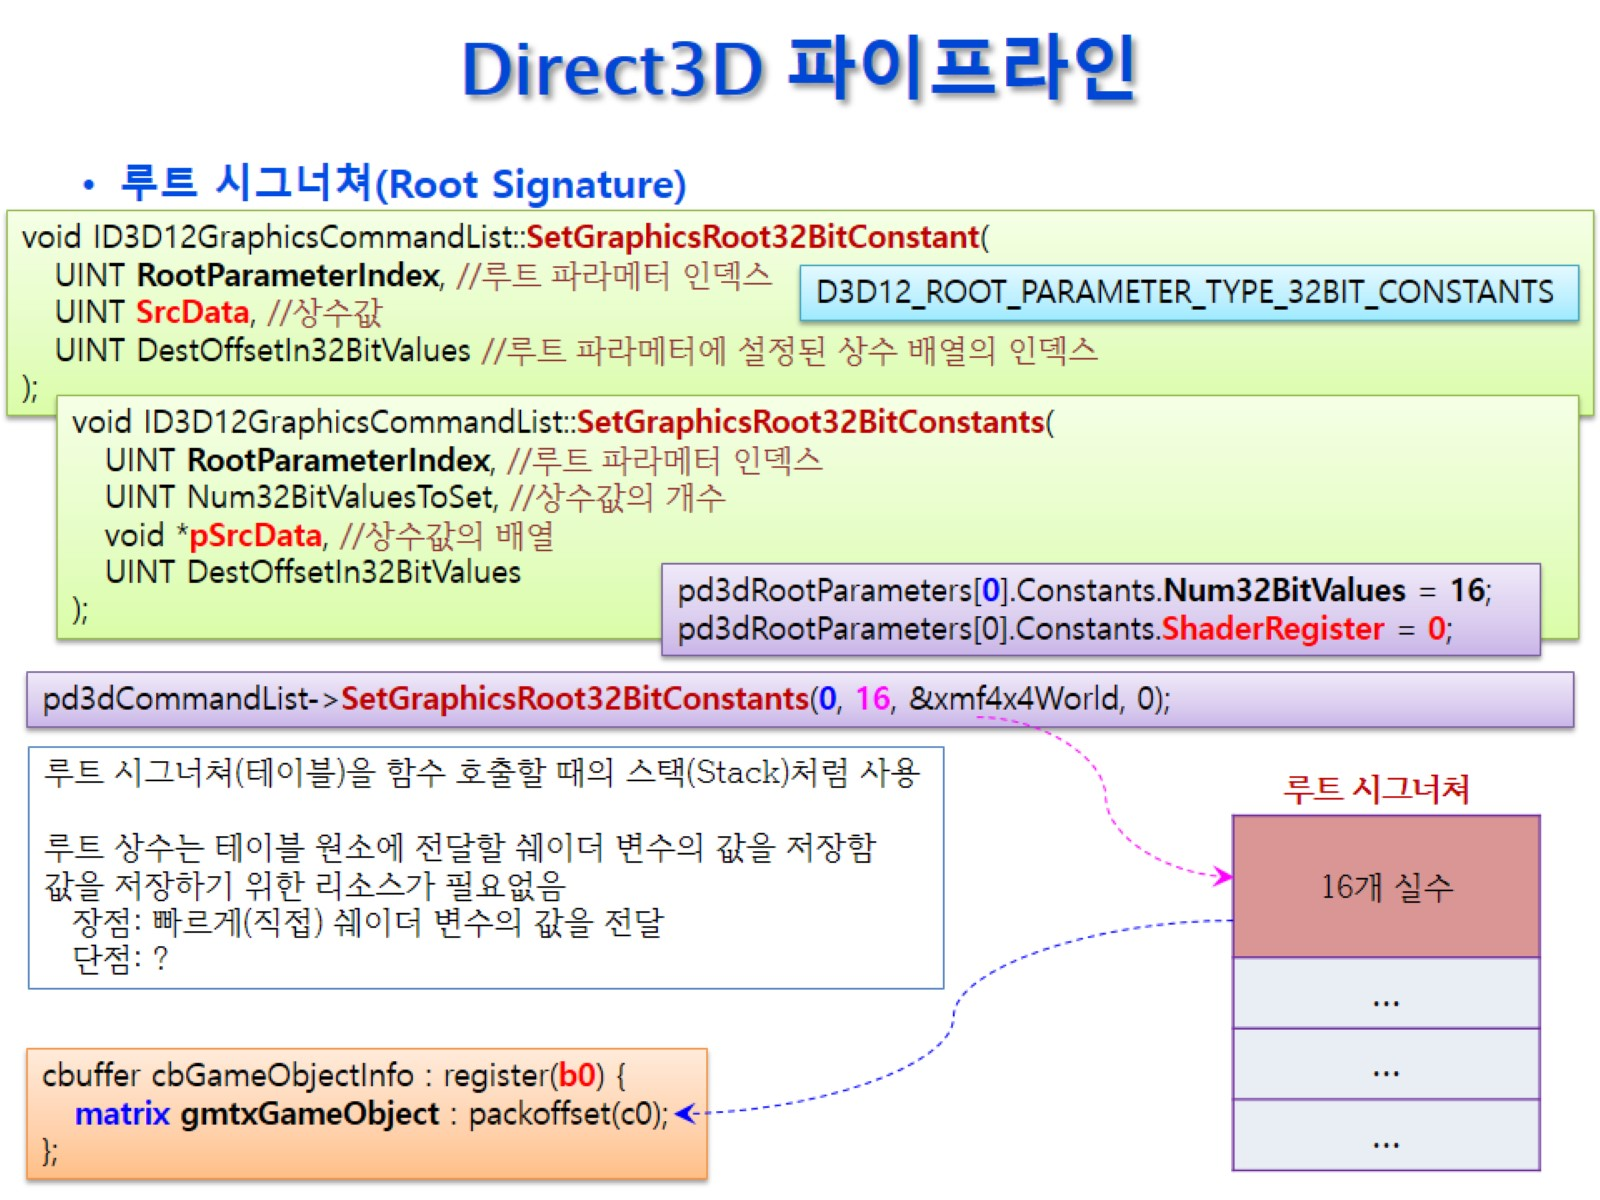 Direct3D 파이프라인
• 루트 시그너쳐(Root Signature)
void ID3D12GraphicsCommandList::SetGraphicsRoot32BitConstant(
UINT RootParameterIndex, //루트 파라메터 인덱스
D3D12_ROOT_PARAMETER_TYPE_32BIT_CONSTANTS
UINT SrcData, //상수값
UINT DestOffsetIn32BitValues //루트 파라메터에 설정된 상수 배열의 인덱스
);
void ID3D12GraphicsCommandList::SetGraphicsRoot32BitConstants(
UINT RootParameterIndex, //루트 파라메터 인덱스
UINT Num32BitValuesToSet, //상수값의 개수
void *pSrcData, //상수값의 배열
UINT DestOffsetIn32BitValues
);
pd3dRootParameters[0].Constants.Num32BitValues = 16;
pd3dRootParameters[0].Constants.ShaderRegister = 0;
pd3dCommandList->SetGraphicsRoot32BitConstants(0, 16, &xmf4x4World, 0);
루트 시그너쳐(테이블)을 함수 호출할 때의 스택(Stack)처럼 사용
루트 상수는 테이블 원소에 전달할 쉐이더 변수의 값을 저장함
값을 저장하기 위한 리소스가 필요없음
장점: 빠르게(직접) 쉐이더 변수의 값을 전달
단점: ?
루트 시그너쳐
16개 실수
...
...
...
cbuffer cbGameObjectInfo : register(b0) {
matrix gmtxGameObject : packoffset(c0);
};